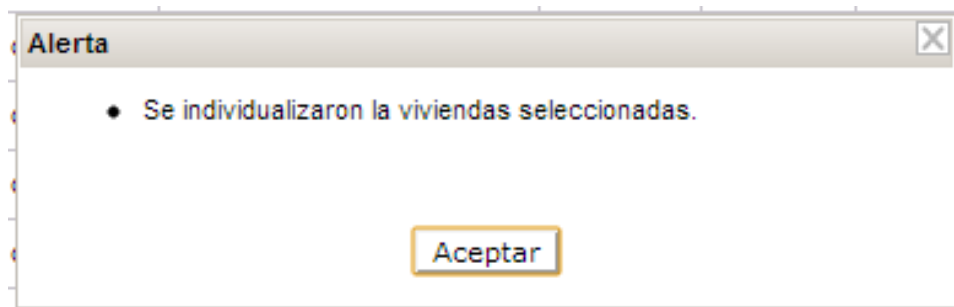 Alerta
Se individualizaron la viviendas seleccionadas.
Aceptar